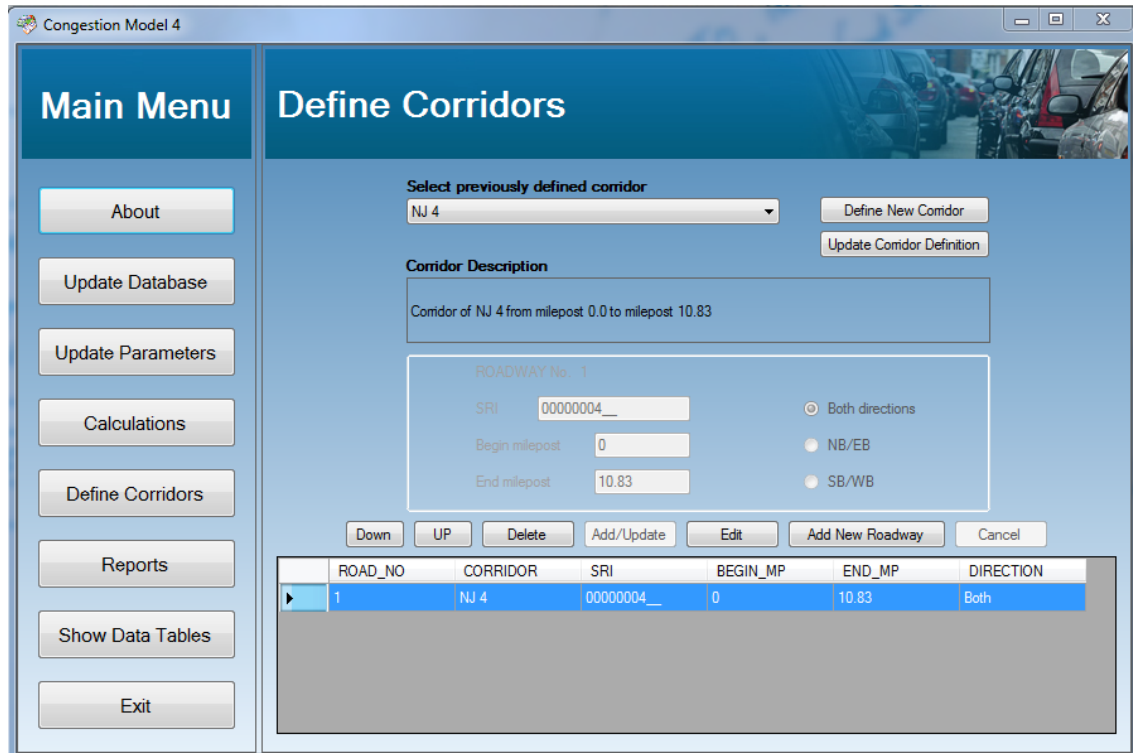 Congestion Model 4
Main Menu
About
Update Database
Update Parameters
Calculations
Define Corridors
Reports
Show Data Tables
Exit
Define Corridors
Select previously defined corridor
NJ 4
Define New Corridor
Update Corridor Definition
Corridor Description
Corridor of NJ 4 from milepost 0.0 to milepost 10.83
ROADWAY No. 1
SRI 00000004__ Both directions
Begin milepost 0 NB/EB
End milepost 10.83 SB/WB
Down UP Delete Add/Update Edit Add New Roadway Cancel
ROAD_NO CORRIDOR SRI BEGIN_MP END_MP DIRECTION
1 NJ 4 00000004__ 0 10.83 Both